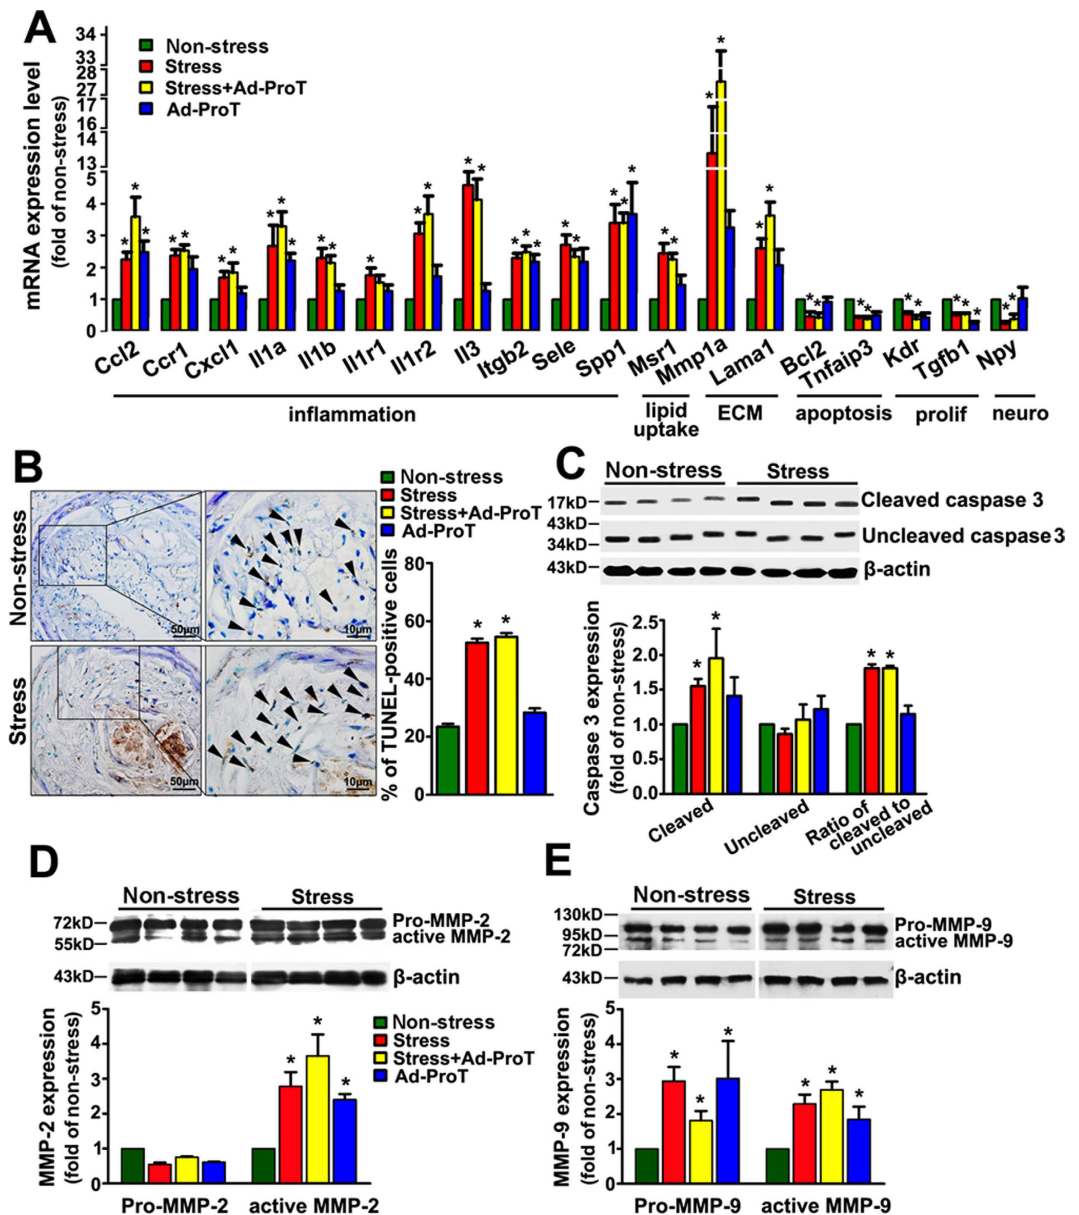 A
mRNA expression level
(fold of non-stress)
34
33
28
27
17
16
14
13
5
4
3
2
1
0
Non-stress
Stress
Stress+Ad-ProT
Ad-ProT
* * * * * * * * * * * * * * * * * * * * * * * * * * * * * * * * * * * * * * * * *
Ccl2 Ccr1 Cxcl1 Il1a Il1b Il1r1 Il1r2 Il3 Itgb2 Sele Spp1 Msr1 Mmp1a Lama1 Bcl2 Tnfaip3 Kdr Tgfb1 Npy
inflammation lipid uptake ECM apoptosis prolif neuro
B
Non-stress
Stress
50μm 10μm
50μm 10μm
Non-stress
Stress
Stress+Ad-ProT
Ad-ProT
% of TUNEL-positive cells
80
60
40
20
0
* *
C
Non-stress Stress
17kD Cleaved caspase 3
43kD
34kD Uncleaved caspase 3
43kD β-actin
Caspase 3 expression
(fold of non-stress)
2.5
2.0
1.5
1.0
0.5
0.0
* * * *
Cleaved Uncleaved Ratio of cleaved to uncleaved
D
Non-stress Stress
72kD Pro-MMP-2
55kD active MMP-2
43kD β-actin
MMP-2 expression
(fold of non-stress)
5
4
3
2
1
0
Non-stress
Stress
Stress+Ad-ProT
Ad-ProT
* * *
Pro-MMP-2 active MMP-2
E
Non-stress Stress
130kD Pro-MMP-9
95kD active MMP-9
72kD
43kD β-actin
MMP-9 expression
(fold of non-stress)
5
4
3
2
1
0
* * * * * *
Pro-MMP-9 active MMP-9